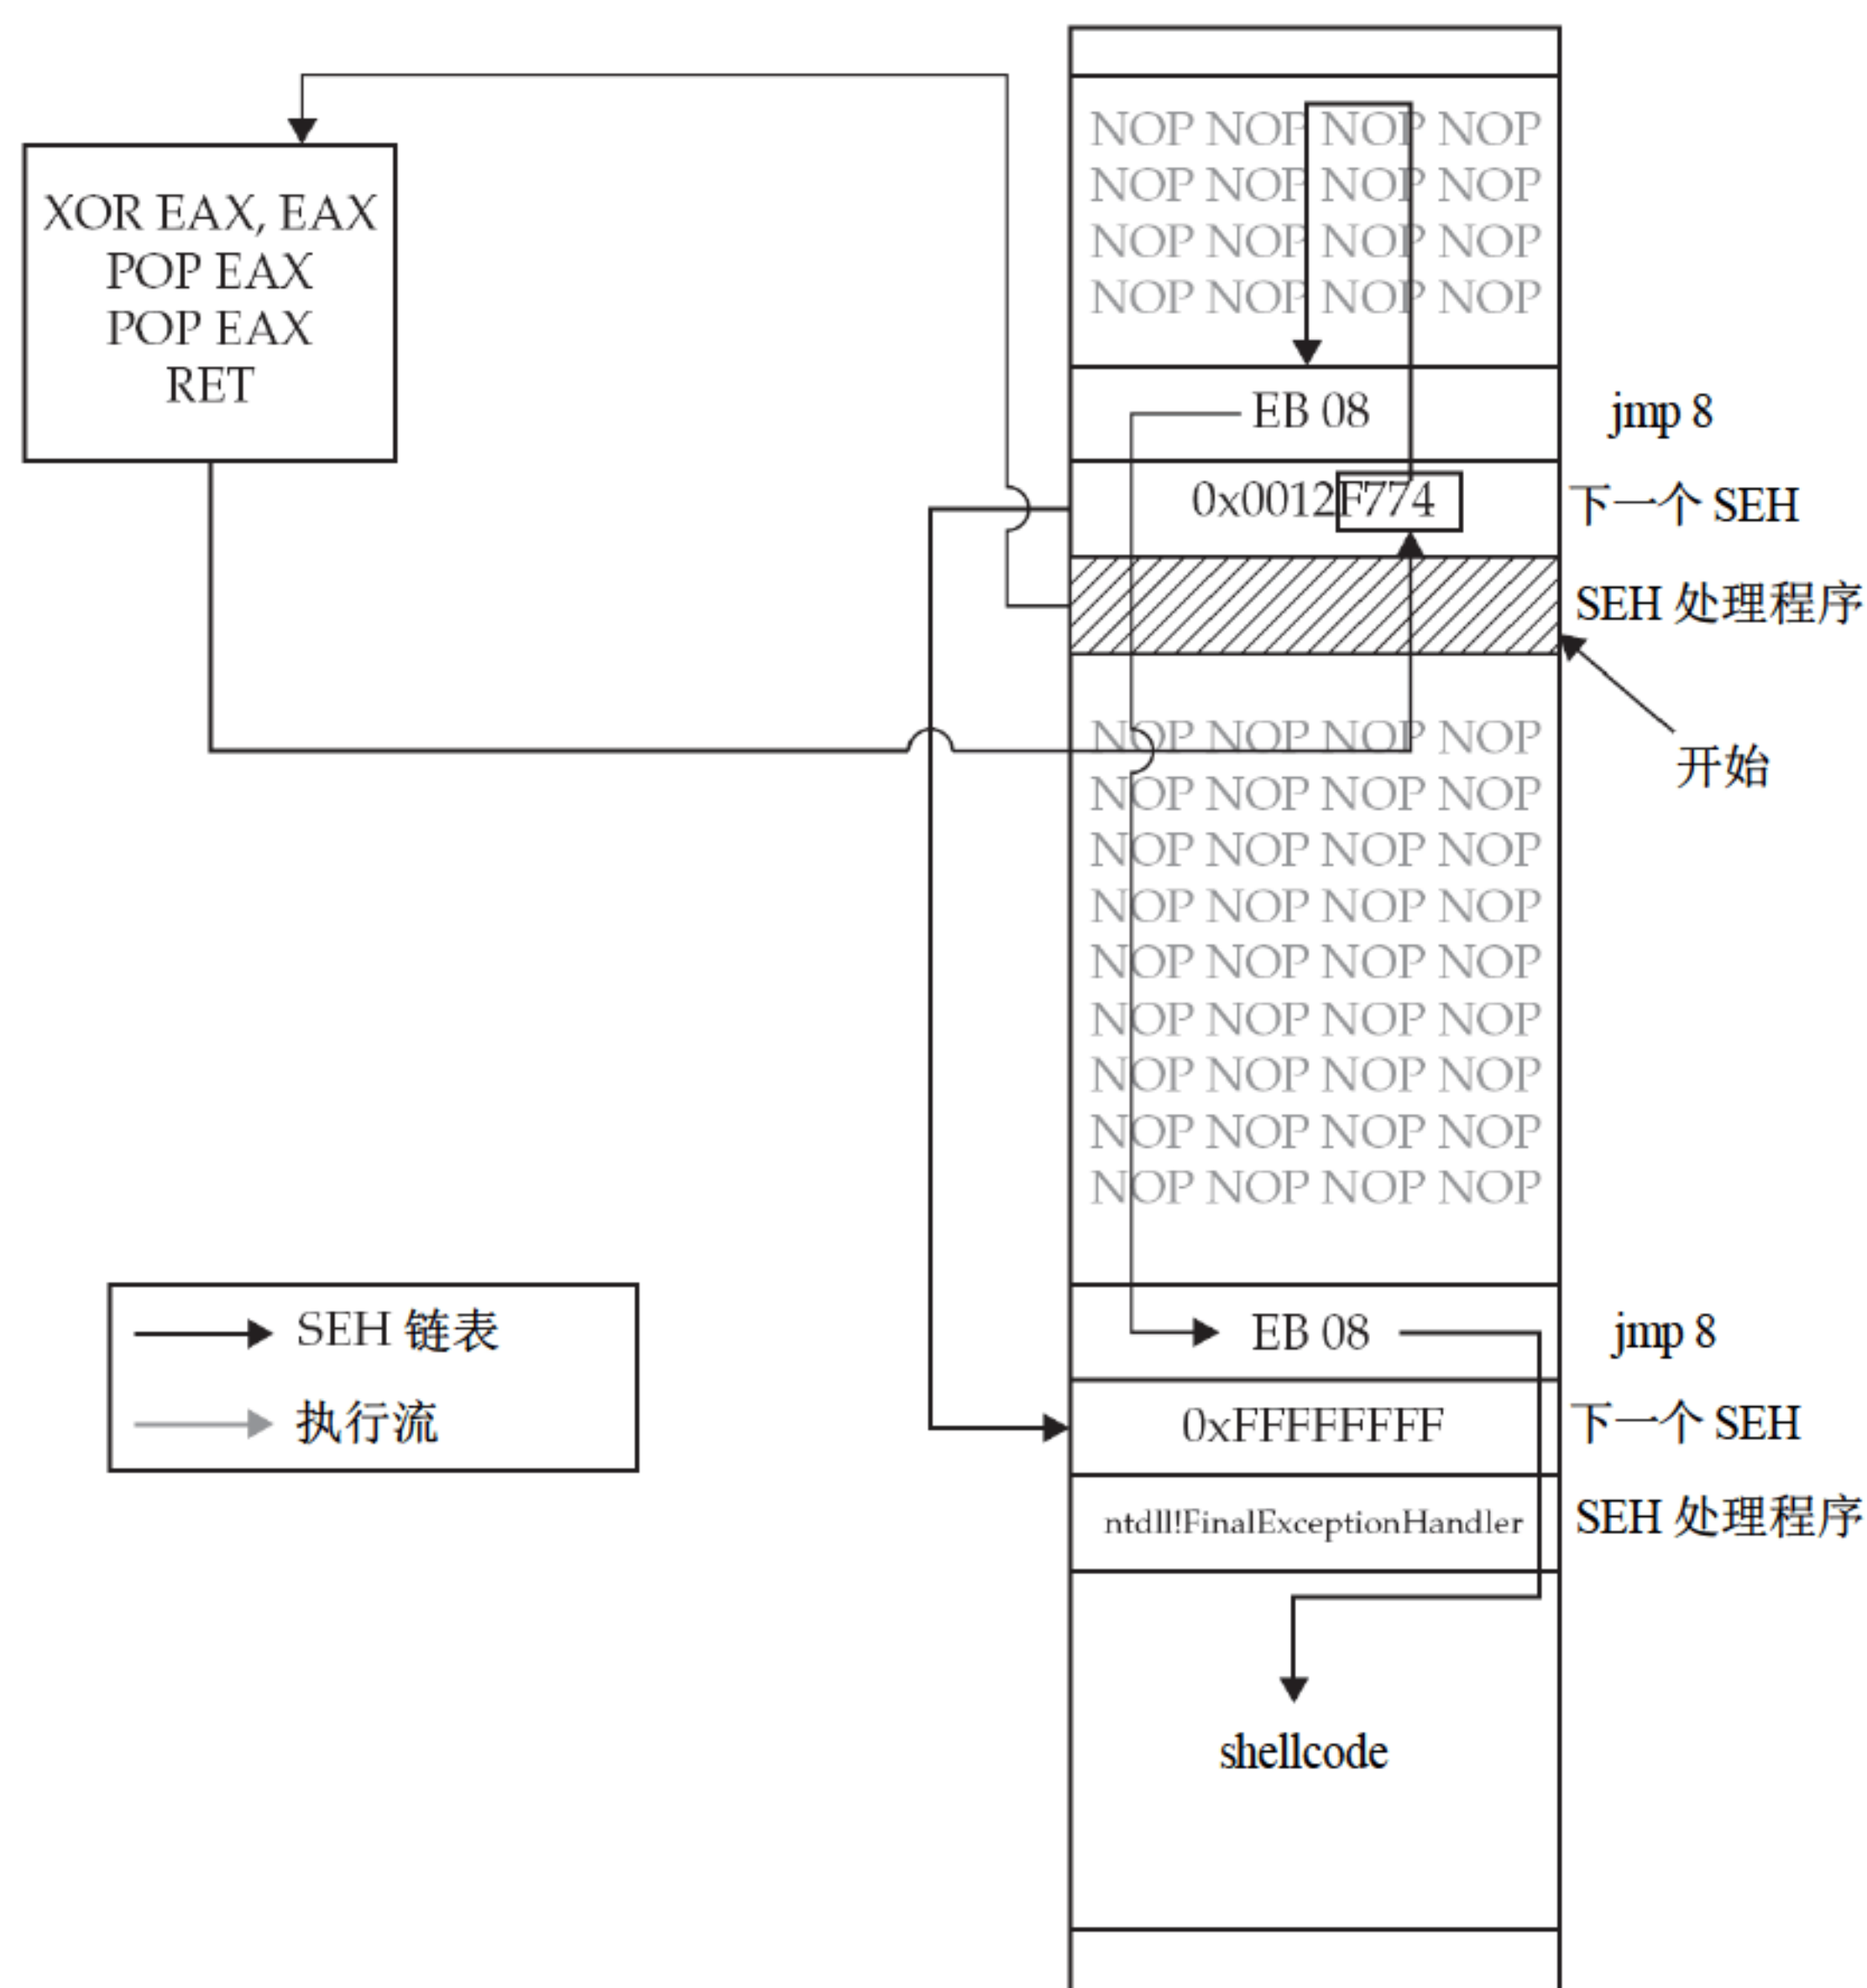 XOR EAX, EAX
POP EAX
POP EAX
RET
NOP NOP NOP NOP
NOP NOP NOP NOP
NOP NOP NOP NOP
NOP NOP NOP NOP
EB 08
jmp 8
0x0012F774
下一个 SEH
SEH 处理程序
开始
NOP NOP NOP NOP
NOP NOP NOP NOP
NOP NOP NOP NOP
NOP NOP NOP NOP
NOP NOP NOP NOP
NOP NOP NOP NOP
NOP NOP NOP NOP
NOP NOP NOP NOP
NOP NOP NOP NOP
EB 08
jmp 8
0xFFFFFFFF
下一个 SEH
ntdll!FinalExceptionHandler
SEH 处理程序
shellcode
SEH 链表
执行流